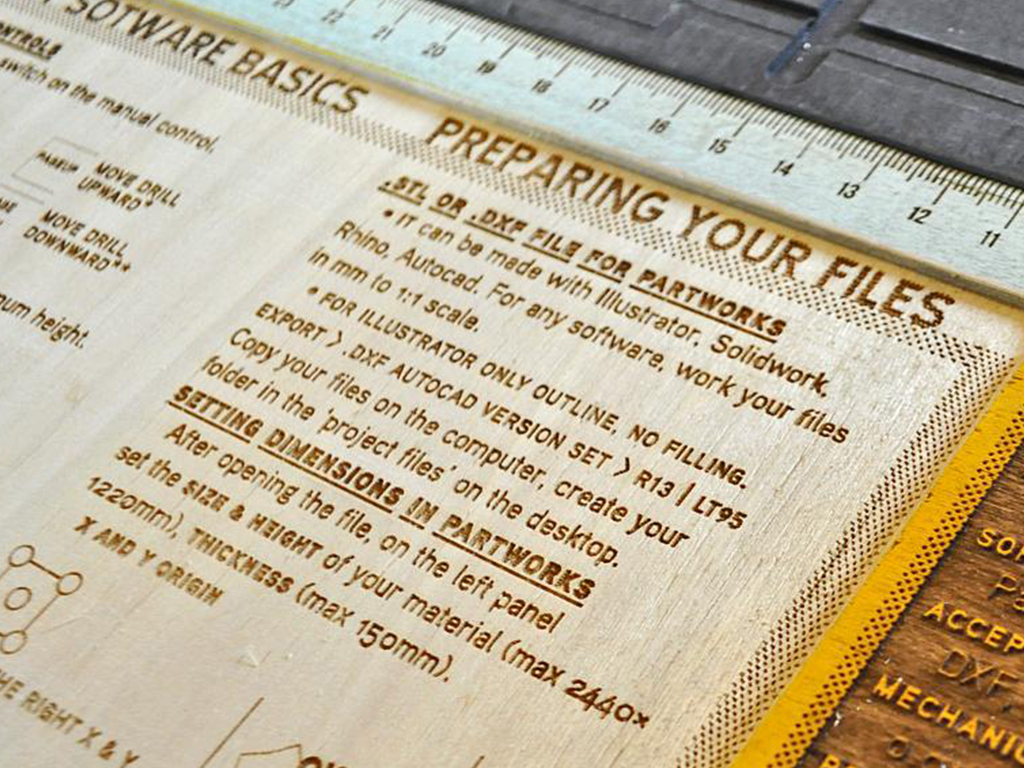 SOTWARE BASICS
CONTROLS
switch on the manual control.
MOVE DRILL
UPWARD*
MOVE DRILL
DOWNWARD**
height.
PREPARING YOUR FILES
.STL OR .DXF FILE FOR PARTWORKS
• IT can be made with Illustrator, Solidwork,
Rhino, Autocad. For any software, work your files
in mm to 1:1 scale.
• FOR ILLUSTRATOR ONLY OUTLINE, NO FILLING.
EXPORT > .DXF AUTOCAD VERSION SET > R13 | LT95
Copy your files on the computer, create your
folder in the 'project files' on the desktop.
SETTING DIMENSIONS IN PARTWORKS
After opening the file, on the left panel
set the SIZE & HEIGHT of your material (max 2440x
1220mm), THICKNESS (max 150mm).
X AND Y ORIGIN
THE RIGHT X & Y
22 21 20 19 18 17 16 15 14 13 12 11
ACCEP
DXF,
MECHANIC